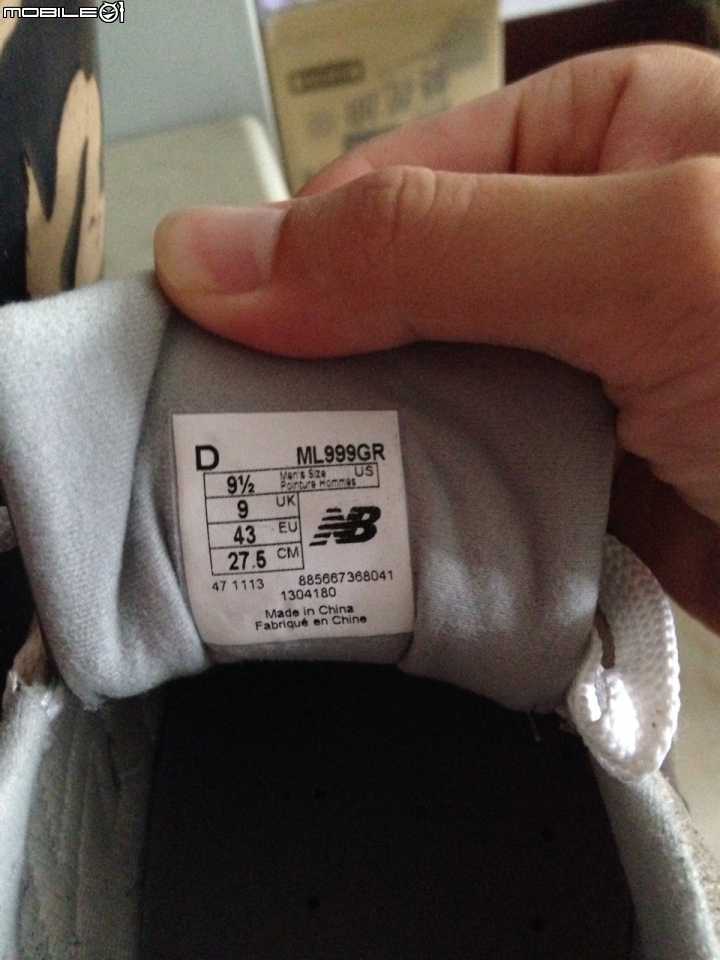 MOBILE01
D ML999GR
9½ Men's Size US
Pointure Hommes
9 UK
43 EU
27.5 CM
NB
47 1113 885667368041
1304180
Made in China
Fabriqué en Chine